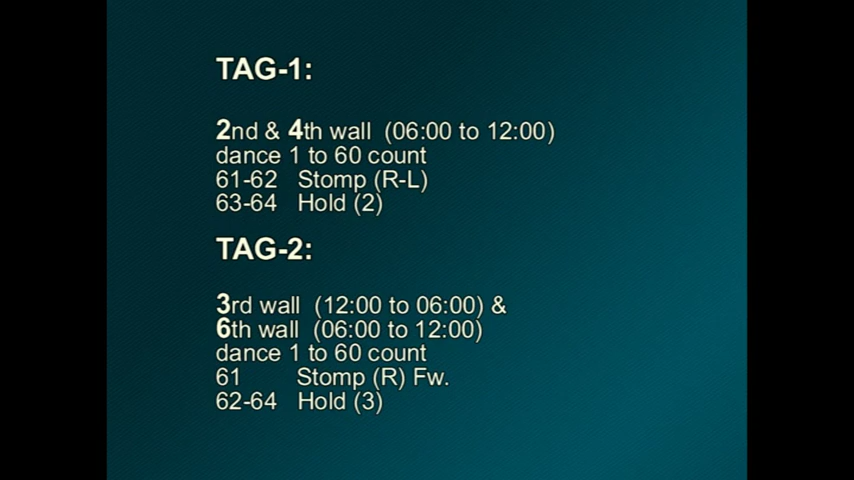 TAG-1:
2nd & 4th wall (06:00 to 12:00)
dance 1 to 60 count
61-62 Stomp (R-L)
63-64 Hold (2)
TAG-2:
3rd wall (12:00 to 06:00) &
6th wall (06:00 to 12:00)
dance 1 to 60 count
61 Stomp (R) Fw.
62-64 Hold (3)